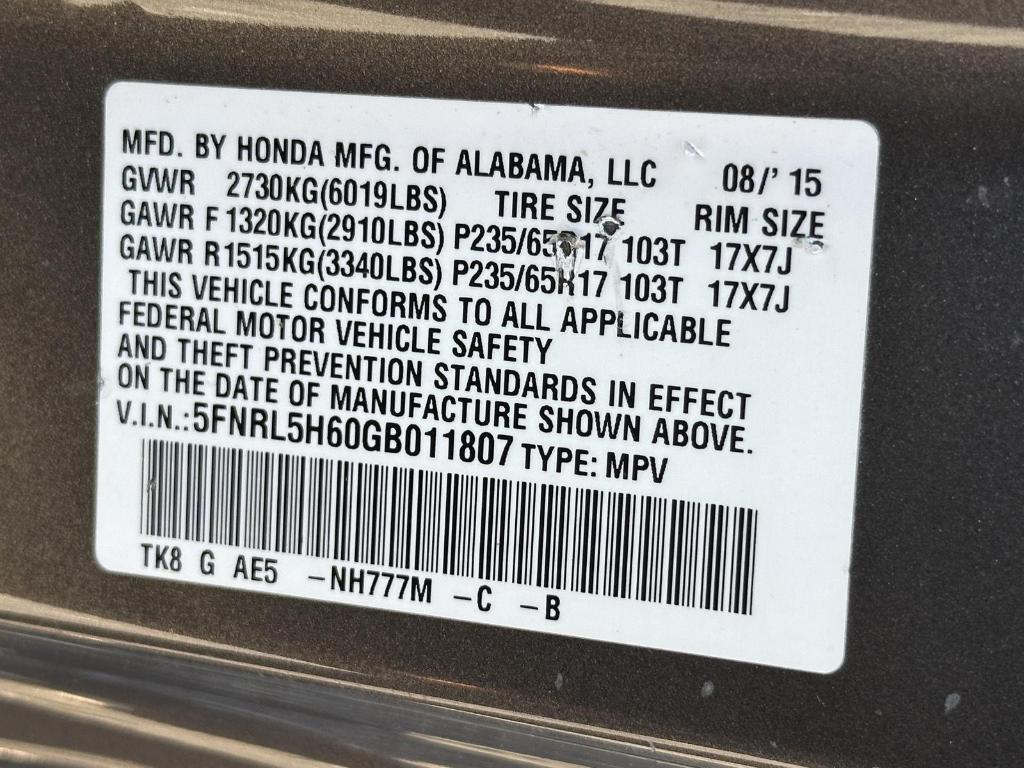 MFD. BY HONDA MFG. OF ALABAMA, LLC 08/' 15
GVWR 2730KG(6019LBS) TIRE SIZE RIM SIZE
GAWR F 1320KG(2910LBS) P235/65R17 103T 17X7J
GAWR R1515KG(3340LBS) P235/65R17 103T 17X7J
THIS VEHICLE CONFORMS TO ALL APPLICABLE
FEDERAL MOTOR VEHICLE SAFETY
AND THEFT PREVENTION STANDARDS IN EFFECT
ON THE DATE OF MANUFACTURE SHOWN ABOVE.
V.I.N.:5FNRL5H60GB011807 TYPE: MPV
TK8 G AE5 -NH777M -C -B